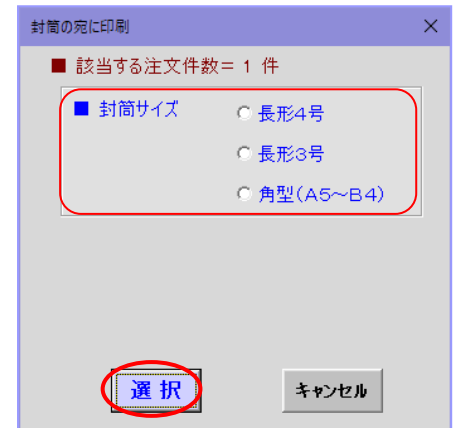 封筒の宛に印刷
■ 該当する注文件数= 1 件
■ 封筒サイズ
長形4号
長形3号
角型(A5～B4)
選択
キャンセル